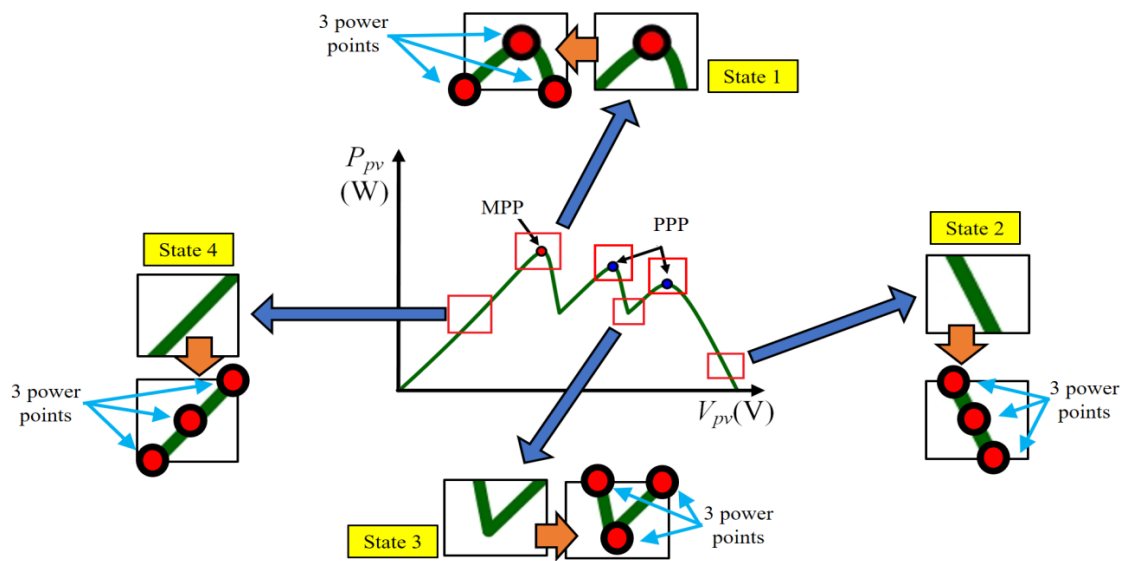 3 power
points
State 1
P_pv
(W)
MPP
PPP
State 4
State 2
3 power
points
3 power
points
V_pv(V)
State 3
3 power
points